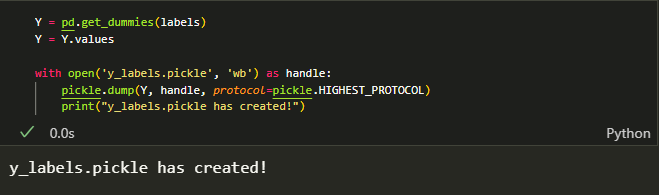 Y = pd.get_dummies(labels)
Y = Y.values
with open('y_labels.pickle', 'wb') as handle:
pickle.dump(Y, handle, protocol=pickle.HIGHEST_PROTOCOL)
print("y_labels.pickle has created!")
✓ 0.0s Python
y_labels.pickle has created!